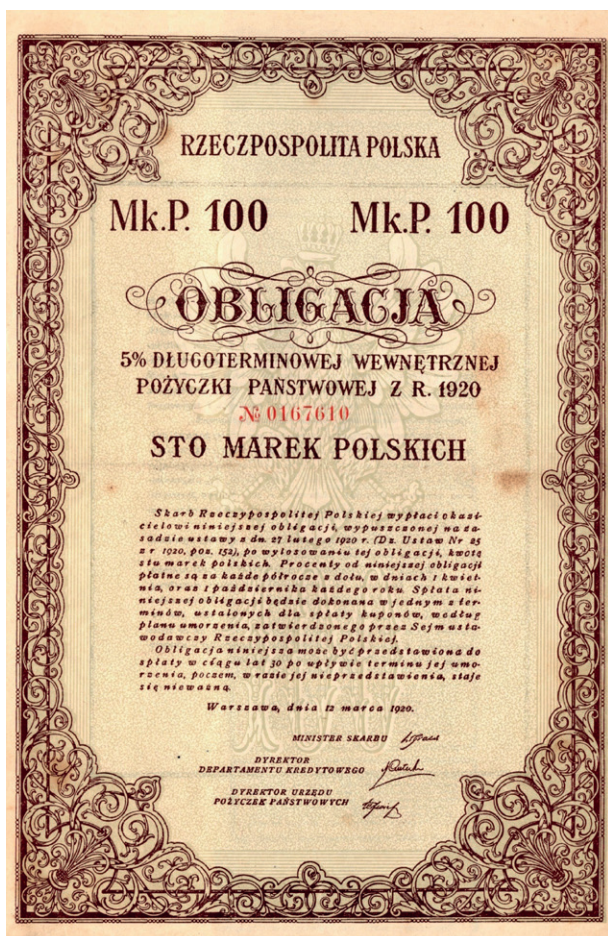 RZECZPOSPOLITA POLSKA
Mk.P. 100 Mk.P. 100
OBLIGACJA
5% DŁUGOTERMINOWEJ WEWNĘTRZNEJ
POŻYCZKI PAŃSTWOWEJ Z R. 1920
№ 0167610
STO MAREK POLSKICH
Skarb Rzeczypospolitej Polskiej wypłaci okazi-
cielowi niniejszej obligacji, wypuszczonej na za-
sadzie ustawy z dn. 27 lutego 1920 r. (Dz. Ustaw Nr 25
z r 1920, poz. 152), po wylosowaniu tej obligacji, kwotę
stu marek polskich. Procenty od niniejszej obligacji
płatne są za każde półrocze z dołu, w dniach 1 kwiet-
nia, oraz 1 października każdego roku. Spłata ni-
niejszej obligacji będzie dokonana w jednym z ter-
minów, ustalonych dla spłaty kuponów, według
planu umorzenia, zatwierdzonego przez Sejm usta-
wodawczy Rzeczypospolitej Polskiej.
Obligacja niniejsza może być przedstawiona do
spłaty w ciągu lat 30 po upływie terminu jej umo-
rzenia, poczem, w razie jej nieprzedstawienia, staje
się nieważną.
Warszawa, dnia 12 marca 1920.
MINISTER SKARBU
DYREKTOR
DEPARTAMENTU KREDYTOWEGO
DYREKTOR URZĘDU
POŻYCZEK PAŃSTWOWYCH